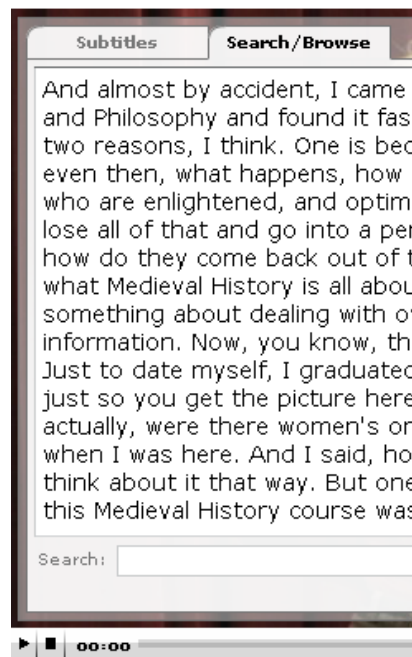 Subtitles Search/Browse
And almost by accident, I came
and Philosophy and found it fas
two reasons, I think. One is bec
even then, what happens, how
who are enlightened, and optim
lose all of that and go into a per
how do they come back out of t
what Medieval History is all abou
something about dealing with ov
information. Now, you know, th
Just to date myself, I graduated
just so you get the picture here
actually, were there women's or
when I was here. And I said, ho
think about it that way. But one
this Medieval History course was
Search:
00:00